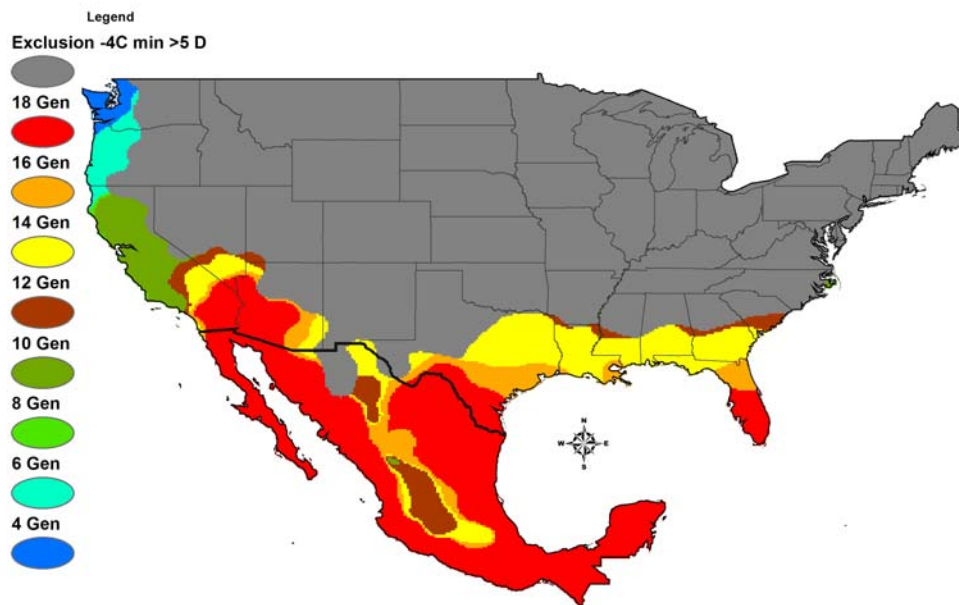 Legend
Exclusion -4C min >5 D
18 Gen
16 Gen
14 Gen
12 Gen
10 Gen
8 Gen
6 Gen
4 Gen
N
W E
S